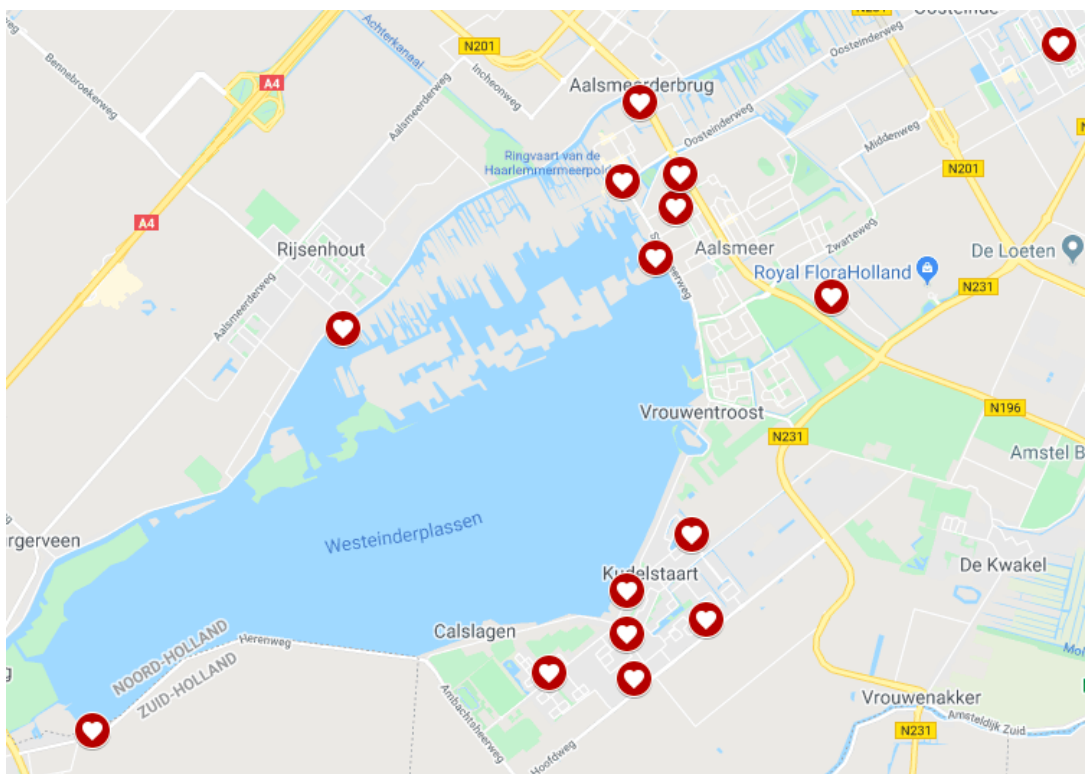 Oosteinde
N201
Achterkanaal
Oosteinderweg
Bennebroekerweg
Incheonweg
A4
Aalsmeerderbrug
Aalsmeerderweg
Oosteinderweg
Middenweg
Ringvaart van de
Haarlemmermeerpolder
N201
A4
Rijsenhout
Aalsmeer
Zwarteweg
De Loeten
Royal FloraHolland
N231
Aalsmeerderweg
N196
Vrouwentroost
N231
Amstel B
Westeinderplassen
rgerveen
De Kwakel
Kudelstaart
Calslagen
Herenweg
NOORD-HOLLAND
ZUID-HOLLAND
Ambachtsheerweg
Hoofdweg
Vrouwenakker
Amsteldijk Zuid
N231